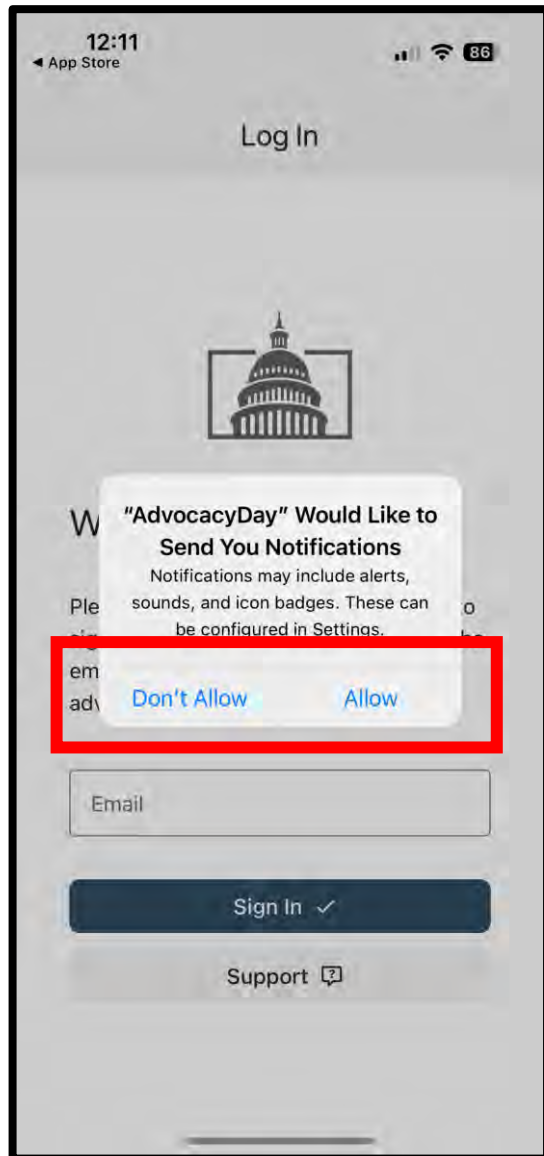 12:11
◄ App Store
86
Log In
W
"AdvocacyDay" Would Like to
Send You Notifications
Notifications may include alerts,
sounds, and icon badges. These can
be configured in Settings.
Ple
o
em
adv
Don't Allow
Allow
Email
Sign In ✓
Support